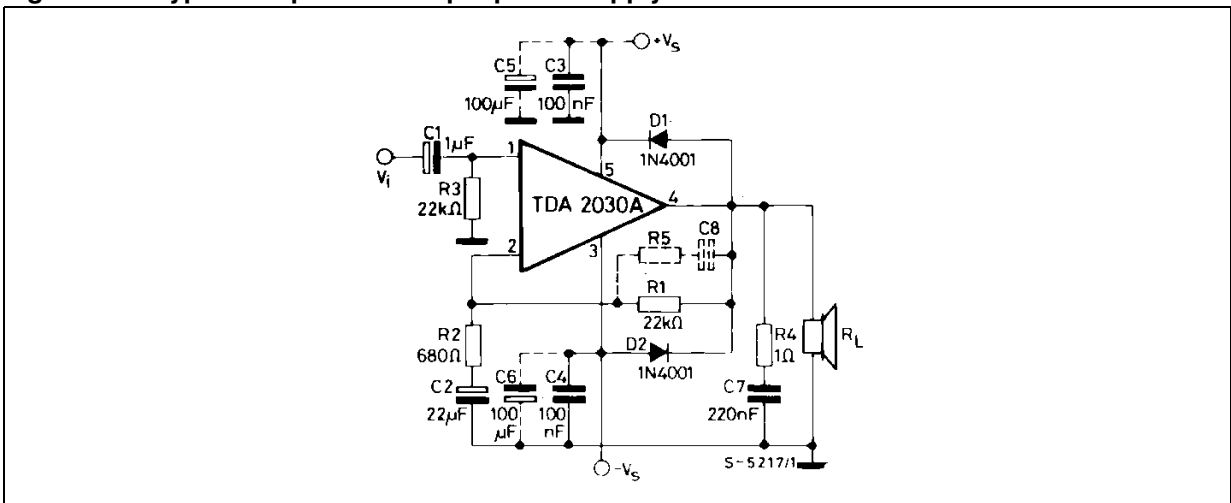 +Vs
C5
C3
100µF
100 nF
D1
1N4001
C1
1µF
Vi
1
5
R3
22kΩ
TDA 2030A
4
2
3
R5
C8
R1
22kΩ
R2
680Ω
D2
1N4001
R4
1Ω
RL
C2
22µF
C6
100
µF
C4
100
nF
C7
220nF
S-5217/1
-Vs